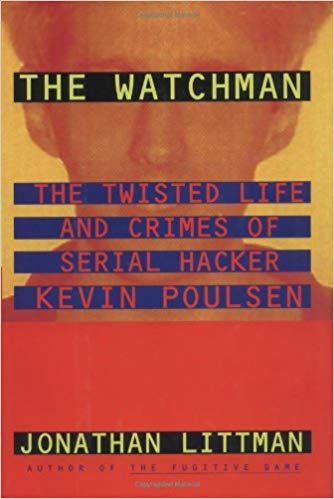 THE WATCHMAN
THE TWISTED LIFE
AND CRIMES OF
SERIAL HACKER
KEVIN POULSEN
JONATHAN LITTMAN
AUTHOR OF THE FUGITIVE GAME